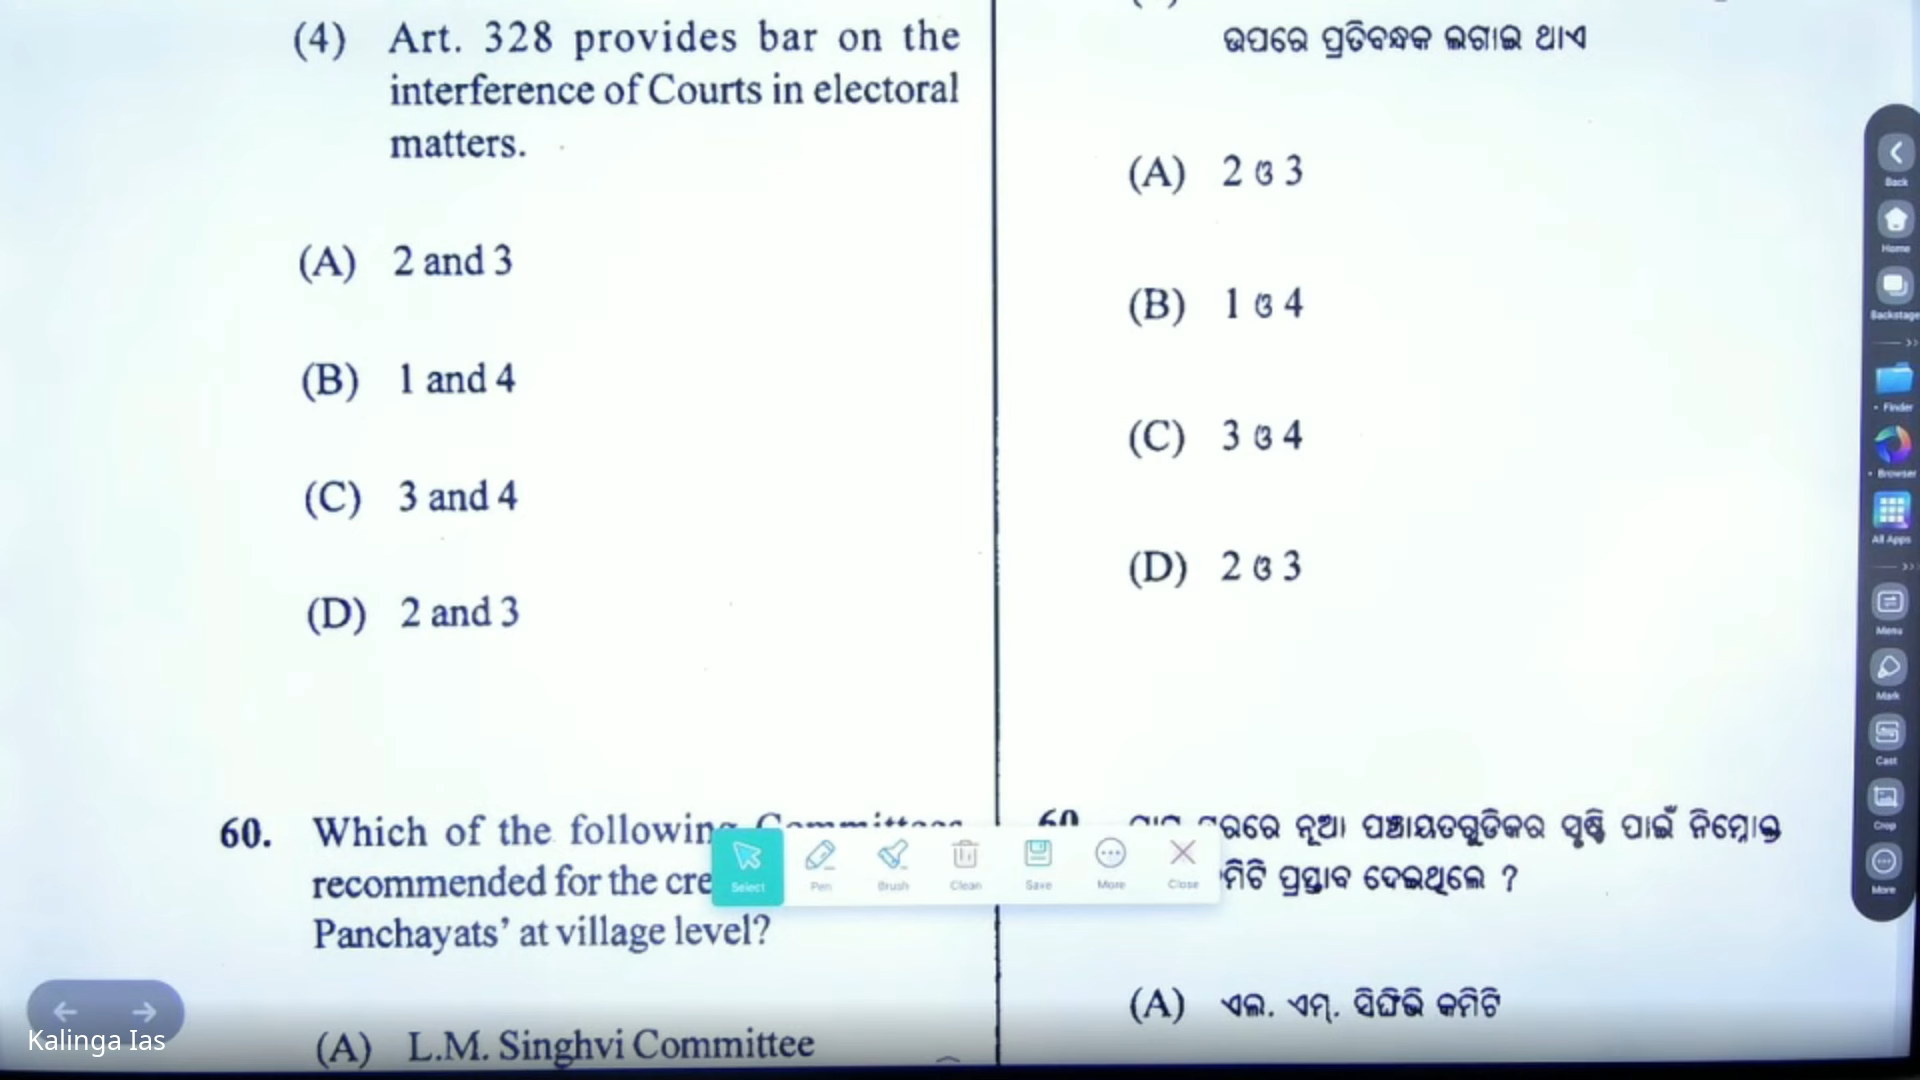 (4) Art. 328 provides bar on the
interference of Courts in electoral
matters.
(A) 2 and 3
(B) 1 and 4
(C) 3 and 4
(D) 2 and 3
60. Which of the following Committees
recommended for the cre
Panchayats’ at village level?
(A) L.M. Singhvi Committee
ଉପରେ ପ୍ରତିବନ୍ଧକ ଲଗାଇ ଥାଏ
(A) 2 ଓ 3
(B) 1 ଓ 4
(C) 3 ଓ 4
(D) 2 ଓ 3
60. ସ୍ତରରେ ନୂଆ ପଞ୍ଚାୟତଗୁଡିକର ସୃଷ୍ଟି ପାଇଁ ନିମ୍ନୋକ୍ତ
କମିଟି ପ୍ରସ୍ତାବ ଦେଇଥିଲେ ?
(A) ଏଲ. ଏମ୍. ସିଙ୍ଘଭି କମିଟି
Select Pen Brush Clean Save More Close
Back
Home
Backstage
Finder
Browser
All Apps
Menu
Mark
Cast
Crop
More
Kalinga Ias